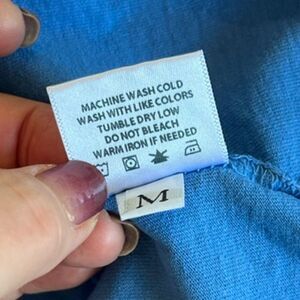 MACHINE WASH COLD
WASH WITH LIKE COLORS
TUMBLE DRY LOW
DO NOT BLEACH
WARM IRON IF NEEDED
M